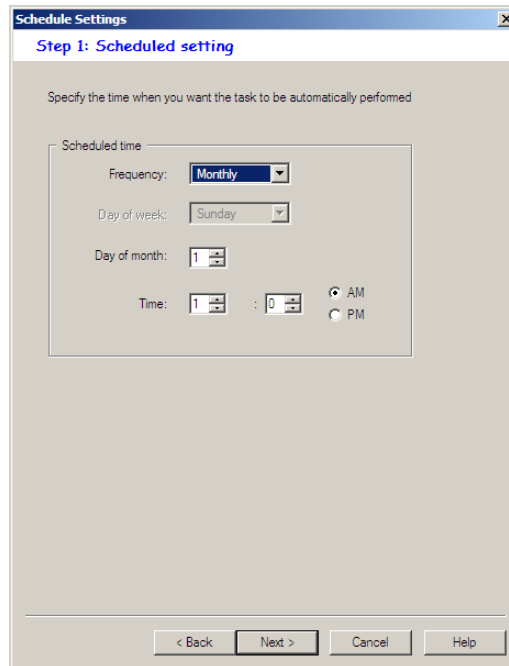 Schedule Settings
Step 1: Scheduled setting
Specify the time when you want the task to be automatically performed
Scheduled time
Frequency: Monthly
Day of week: Sunday
Day of month: 1
Time: 1 : 0 AM
PM
< Back Next > Cancel Help